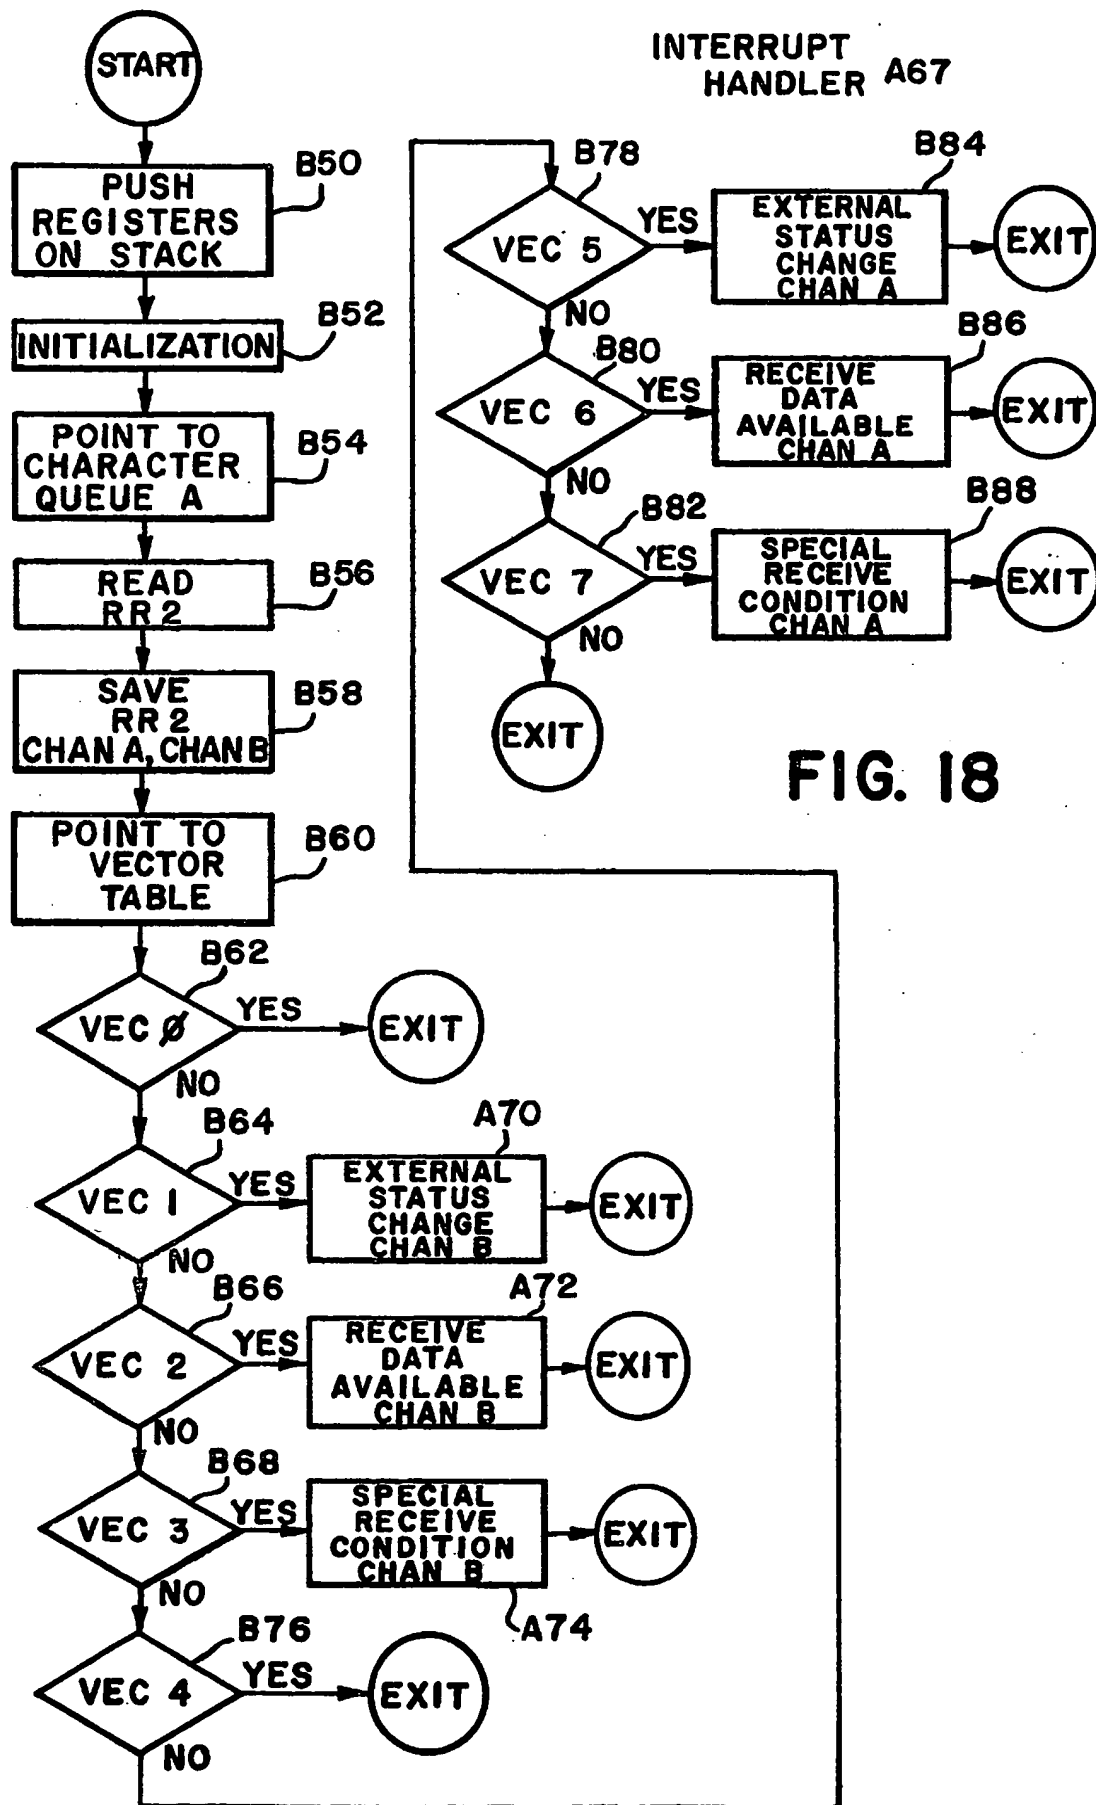 START
INTERRUPT
HANDLER A67
B50
PUSH
REGISTERS
ON STACK
B52
INITIALIZATION
B54
POINT TO
CHARACTER
QUEUE A
B56
READ
RR2
B58
SAVE
RR2
CHAN A, CHAN B
B60
POINT TO
VECTOR
TABLE
B62
VEC Ø
YES
EXIT
NO
B64
VEC 1
YES
A70
EXTERNAL
STATUS
CHANGE
CHAN B
EXIT
NO
B66
VEC 2
YES
A72
RECEIVE
DATA
AVAILABLE
CHAN B
EXIT
NO
B68
VEC 3
YES
SPECIAL
RECEIVE
CONDITION
CHAN B
A74
EXIT
NO
B76
VEC 4
YES
EXIT
NO
B78
VEC 5
YES
B84
EXTERNAL
STATUS
CHANGE
CHAN A
EXIT
NO
B80
VEC 6
YES
B86
RECEIVE
DATA
AVAILABLE
CHAN A
EXIT
NO
B82
VEC 7
YES
B88
SPECIAL
RECEIVE
CONDITION
CHAN A
EXIT
NO
EXIT
FIG. 18